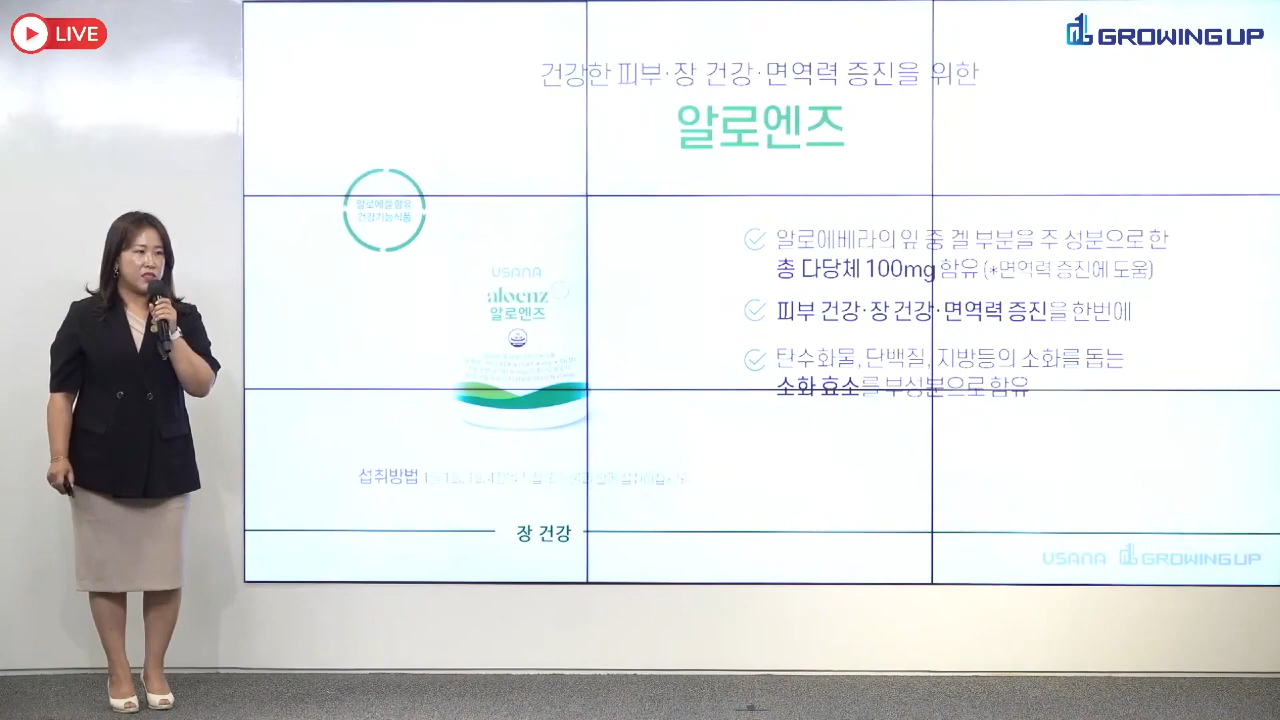 LIVE
GROWING UP
건강한 피부·장 건강·면역력 증진을 위한
알로엔즈
알로에겔 함유
건강기능식품
USANA
aloenz
알로엔즈
알로에베라의 잎 중 겔 부분을 주 성분으로 한
총 다당체 100mg 함유 (*면역력 증진에 도움)
피부 건강·장 건강·면역력 증진을 한번에
탄수화물, 단백질, 지방등의 소화를 돕는
소화 효소를 부성분으로 함유
섭취방법
장 건강
USANA GROWING UP